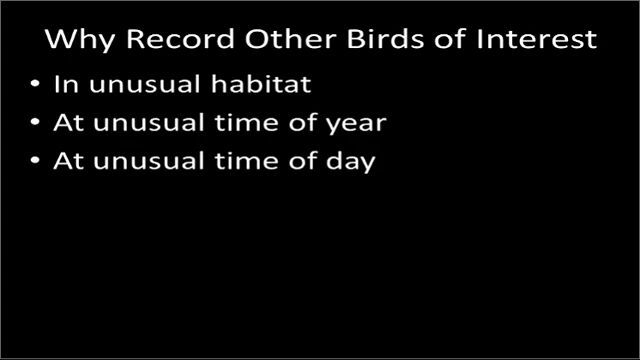 Why Record Other Birds of Interest
• In unusual habitat
• At unusual time of year
• At unusual time of day